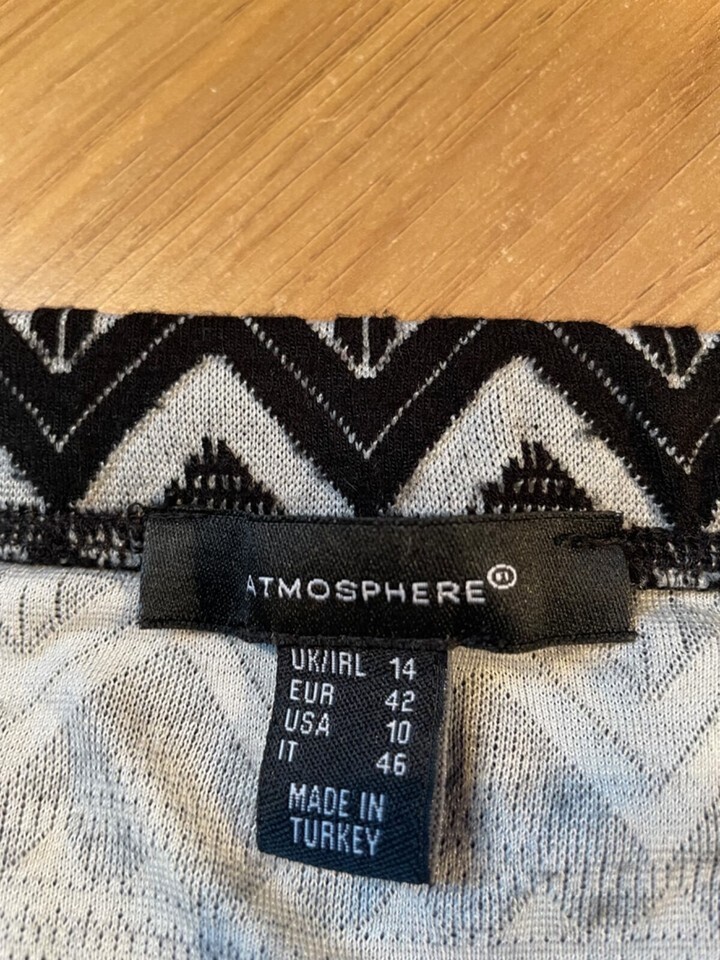 ATMOSPHERE
UK/IRL 14
EUR 42
USA 10
IT 46
MADE IN
TURKEY